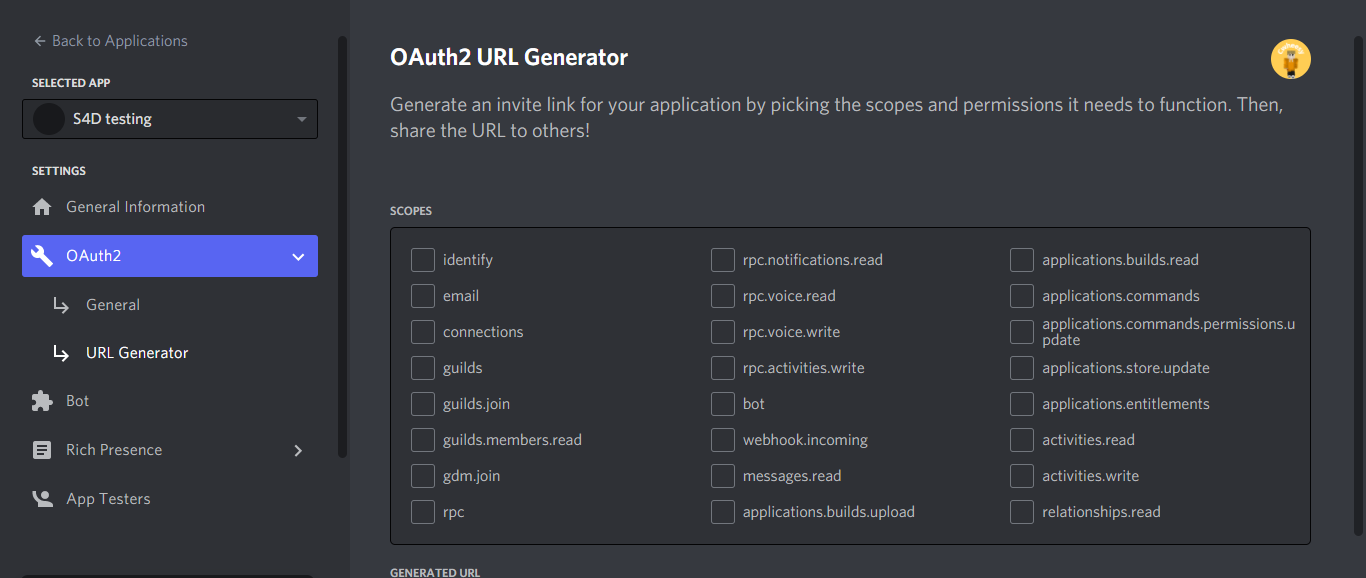 Back to Applications
SELECTED APP
S4D testing
SETTINGS
General Information
OAuth2
General
URL Generator
Bot
Rich Presence
App Testers
OAuth2 URL Generator
Generate an invite link for your application by picking the scopes and permissions it needs to function. Then,
share the URL to others!
SCOPES
identify
email
connections
guilds
guilds.join
guilds.members.read
gdm.join
rpc
rpc.notifications.read
rpc.voice.read
rpc.voice.write
rpc.activities.write
bot
webhook.incoming
messages.read
applications.builds.upload
applications.builds.read
applications.commands
applications.commands.permissions.u
pdate
applications.store.update
applications.entitlements
activities.read
activities.write
relationships.read
GENERATED URL